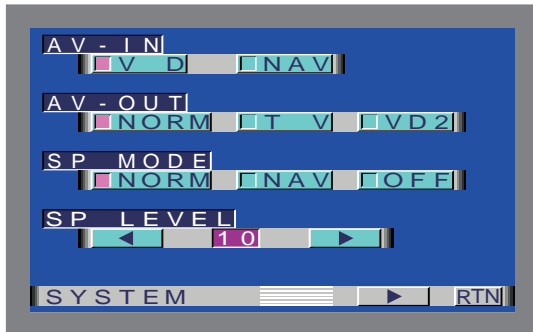 AV-IN
VD NAV
AV-OUT
NORM TV VD2
SP MODE
NORM NAV OFF
SP LEVEL
◀ 10 ▶
SYSTEM ▶ RTN